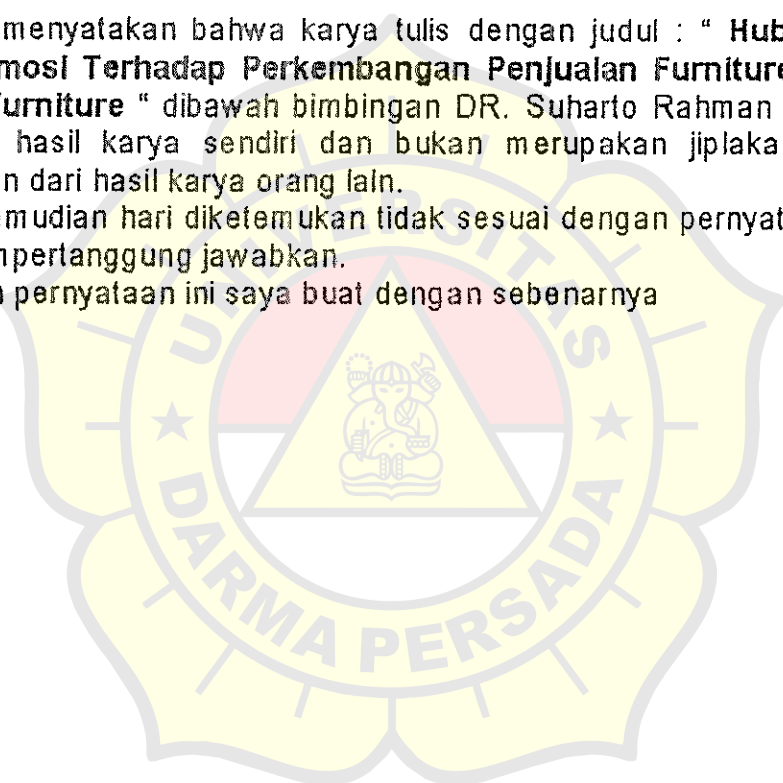 menyatakan bahwa karya tulis dengan judul : “ Hub
mosi Terhadap Perkembangan Penjualan Furniture
urniture “ dibawah bimbingan DR. Suharto Rahman
hasil karya sendiri dan bukan merupakan jiplaka
n dari hasil karya orang lain.
emudian hari diketemukan tidak sesuai dengan pernyat
npertanggung jawabkan.
pernyataan ini saya buat dengan sebenarnya
UNIVERSITAS
DARMA PERSADA